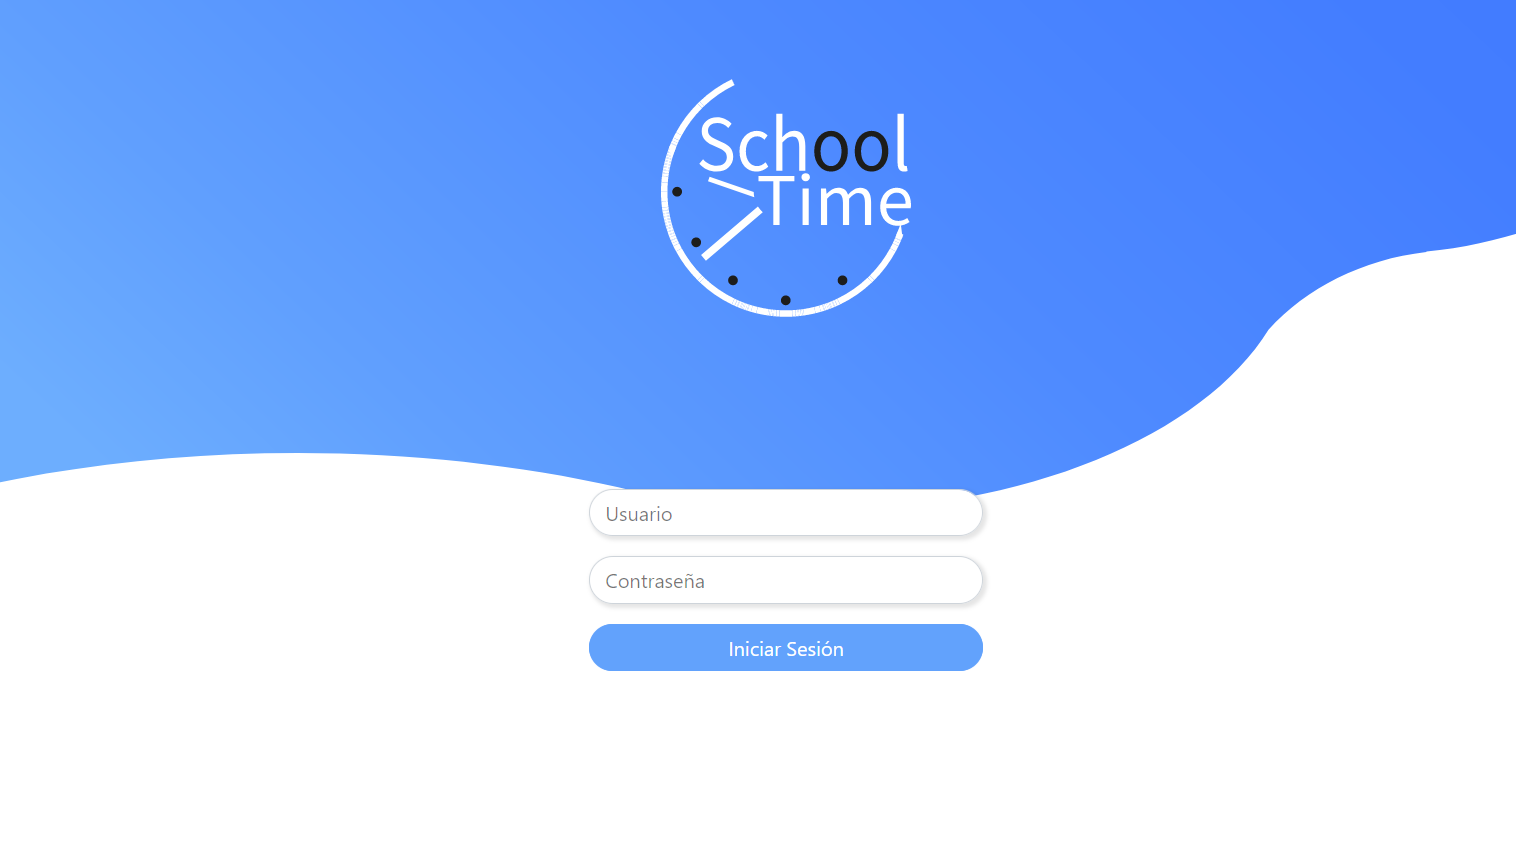 School
Time
Usuario
Contraseña
Iniciar Sesión